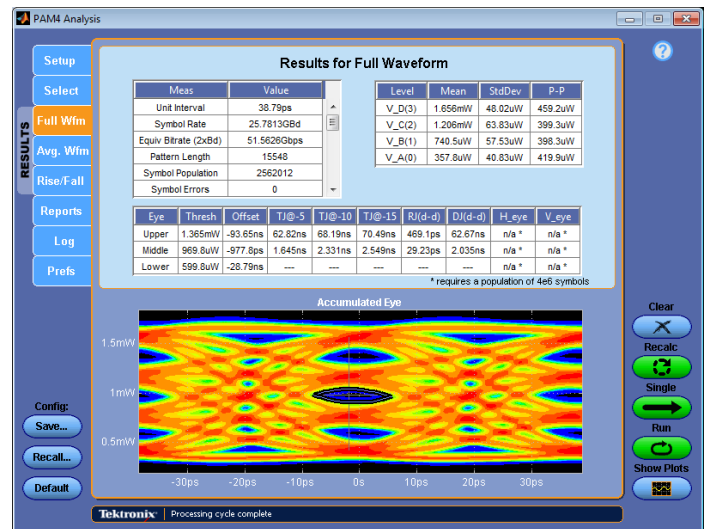 PAM4 Analysis
Setup
Select
Full Wfm
Avg. Wfm
Rise/Fall
Reports
Log
Prefs
RESULTS
Config:
Save...
Recall...
Default
Results for Full Waveform
Meas Value
Unit Interval 38.79ps
Symbol Rate 25.7813GBd
Equiv Bitrate (2xBd) 51.5626Gbps
Pattern Length 15548
Symbol Population 2562012
Symbol Errors 0
Level Mean StdDev P-P
V_D(3) 1.656mW 48.02uW 459.2uW
V_C(2) 1.206mW 63.83uW 399.3uW
V_B(1) 740.5uW 57.53uW 398.3uW
V_A(0) 357.8uW 40.83uW 419.9uW
Eye Thresh Offset TJ@-5 TJ@-10 TJ@-15 RJ(d-d) DJ(d-d) H_eye V_eye
Upper 1.365mW -93.65ns 62.82ns 68.19ns 70.49ns 469.1ps 62.67ns n/a * n/a *
Middle 969.8uW -977.8ps 1.645ns 2.331ns 2.549ns 29.23ps 2.035ns n/a * n/a *
Lower 599.8uW -28.79ns --- --- --- --- --- n/a * n/a *
* requires a population of 4e6 symbols
Accumulated Eye
1.5mW
1mW
0.5mW
-30ps -20ps -10ps 0s 10ps 20ps 30ps
?
Clear
Recalc
Single
Run
Show Plots
Tektronix Processing cycle complete